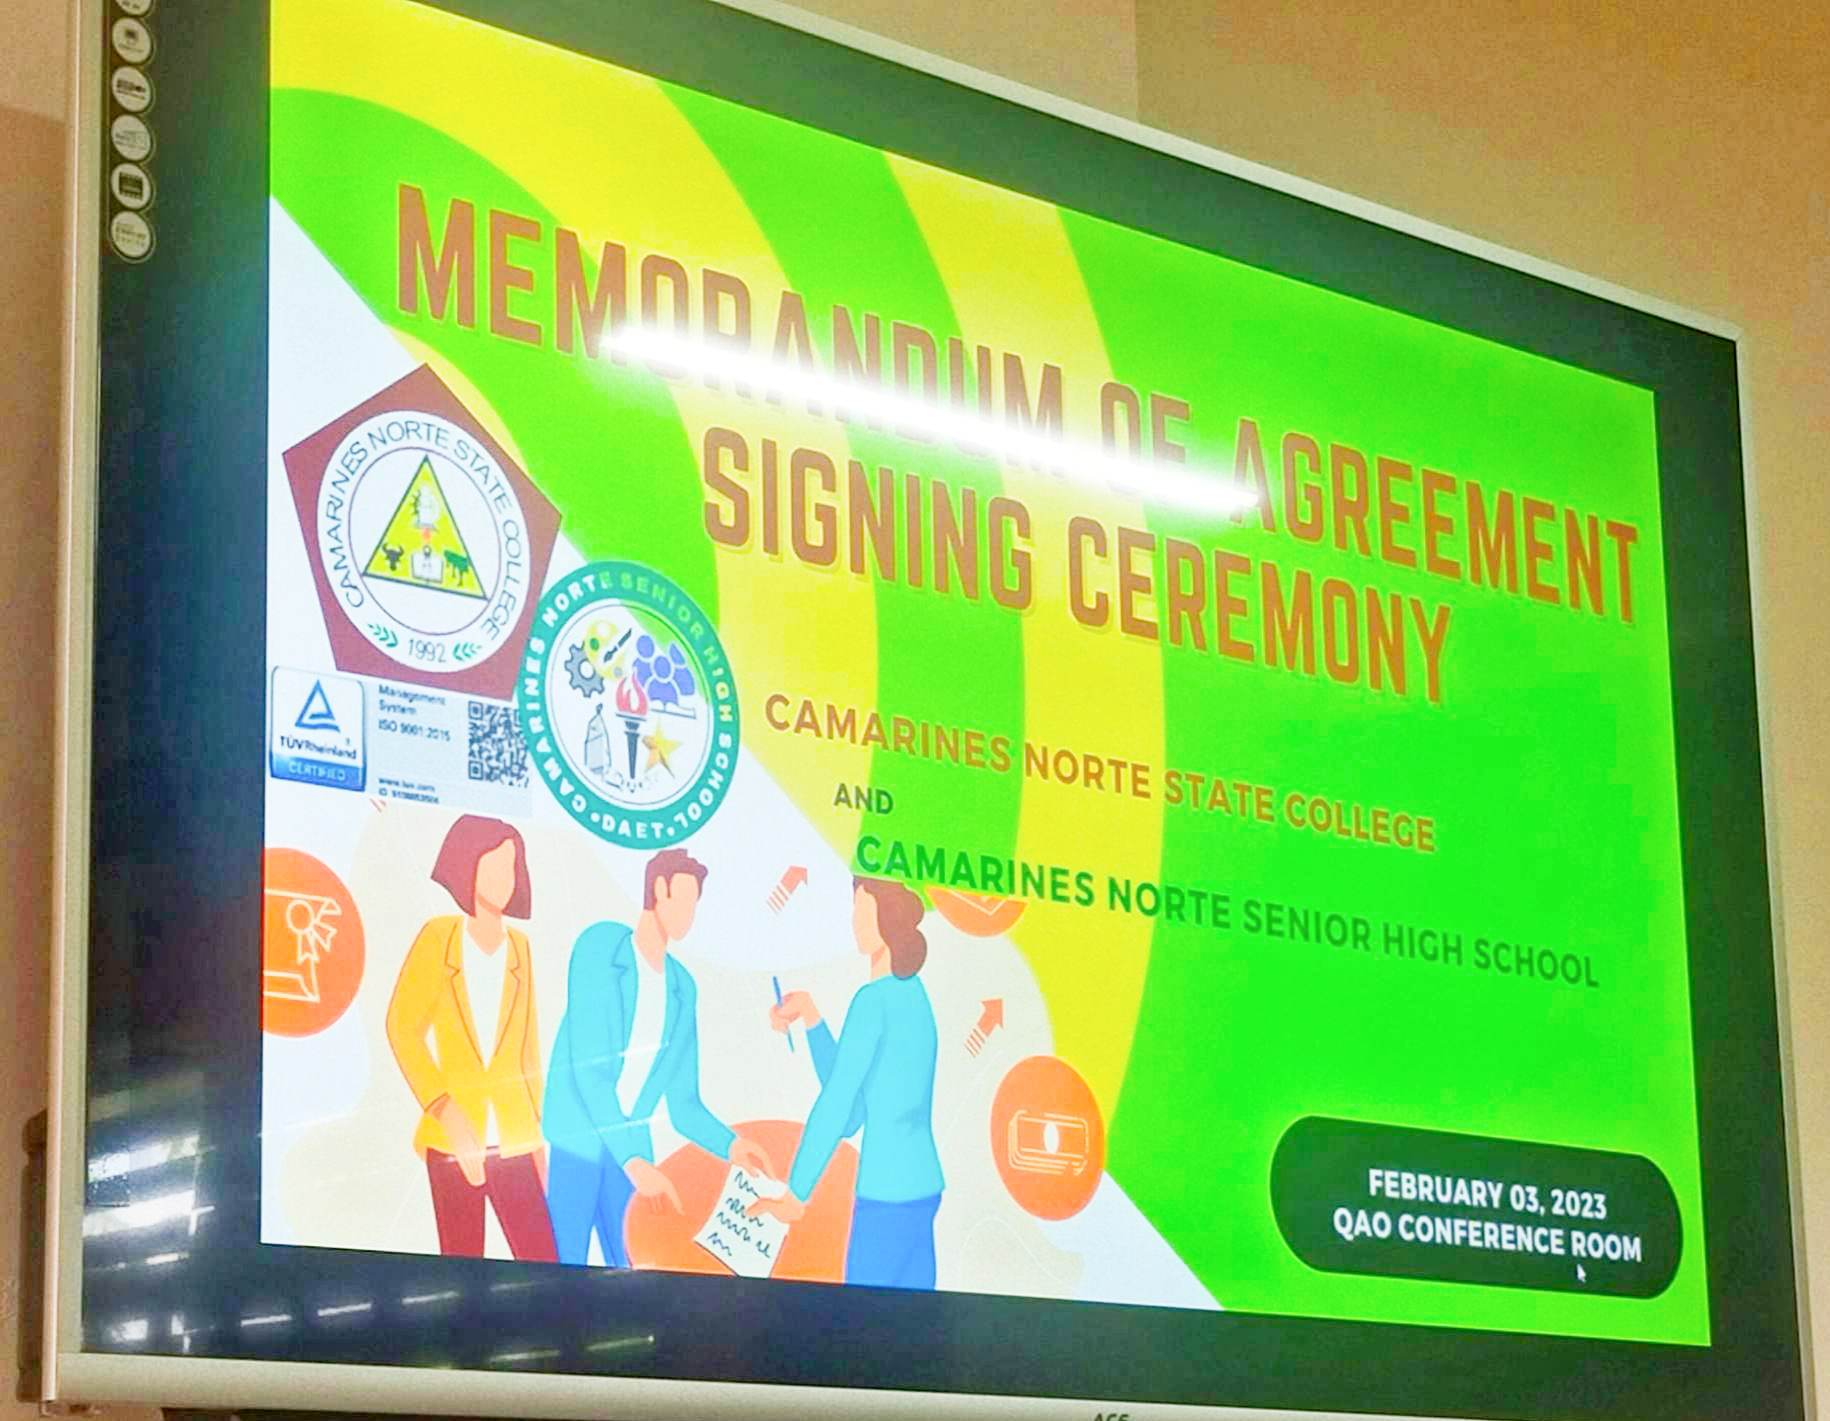 MEMORANDUM OF AGREEMENT
SIGNING CEREMONY
CAMARINES NORTE STATE COLLEGE
1992
CAMARINES NORTE SENIOR HIGH SCHOOL
DAET
TÜVRheinland
CERTIFIED
Management
System
ISO 9001:2015
www.tuv.com
CAMARINES NORTE STATE COLLEGE
AND
CAMARINES NORTE SENIOR HIGH SCHOOL
FEBRUARY 03, 2023
QAO CONFERENCE ROOM